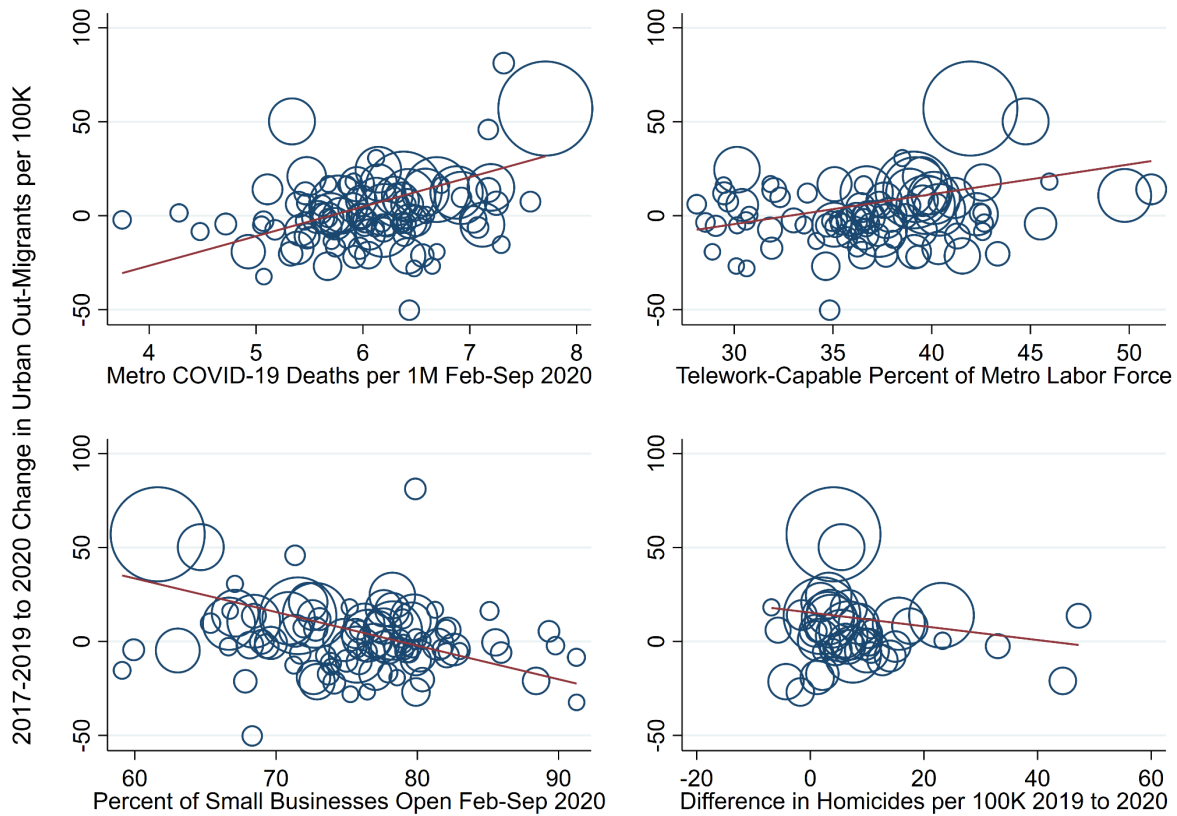 2017-2019 to 2020 Change in Urban Out-Migrants per 100K
100
50
0
-50
4 5 6 7 8
Metro COVID-19 Deaths per 1M Feb-Sep 2020
100
50
0
-50
30 35 40 45 50
Telework-Capable Percent of Metro Labor Force
100
50
0
-50
60 70 80 90
Percent of Small Businesses Open Feb-Sep 2020
100
50
0
-50
-20 0 20 40 60
Difference in Homicides per 100K 2019 to 2020